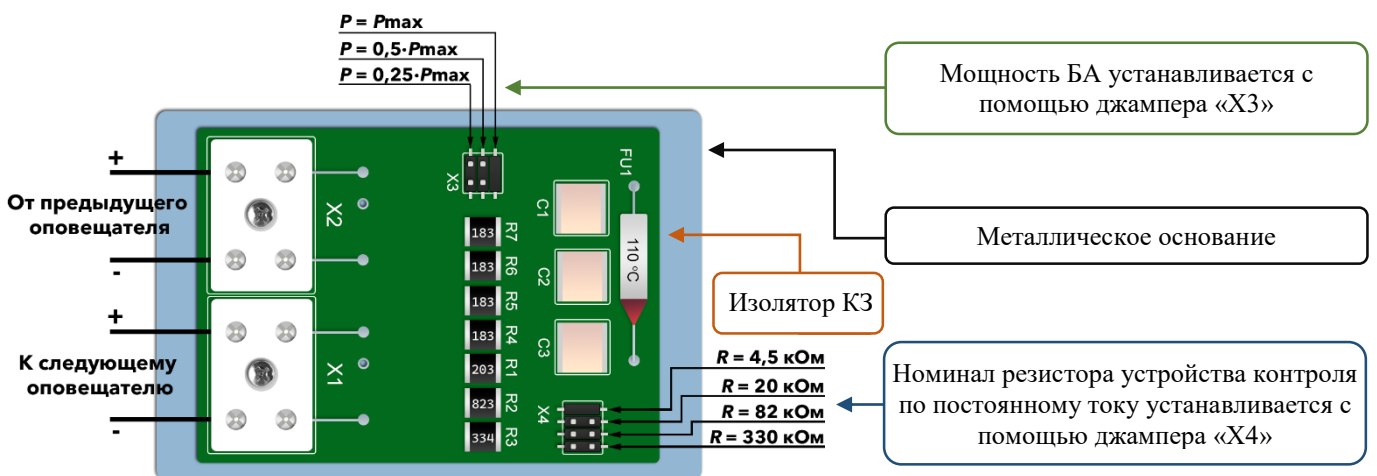 P = Pmax
P = 0,5·Pmax
P = 0,25·Pmax
Мощность БА устанавливается с
помощью джампера «X3»
Металлическое основание
Изолятор КЗ
Номинал резистора устройства контроля
по постоянному току устанавливается с
помощью джампера «X4»
+
От предыдущего
оповещателя
-
+
К следующему
оповещателю
-
X2
X1
X3
183
R7
183
R6
183
R5
183
R4
203
R1
823
R2
334
R3
C1
C2
C3
FU1
110 °C
X4
R = 4,5 кОм
R = 20 кОм
R = 82 кОм
R = 330 кОм